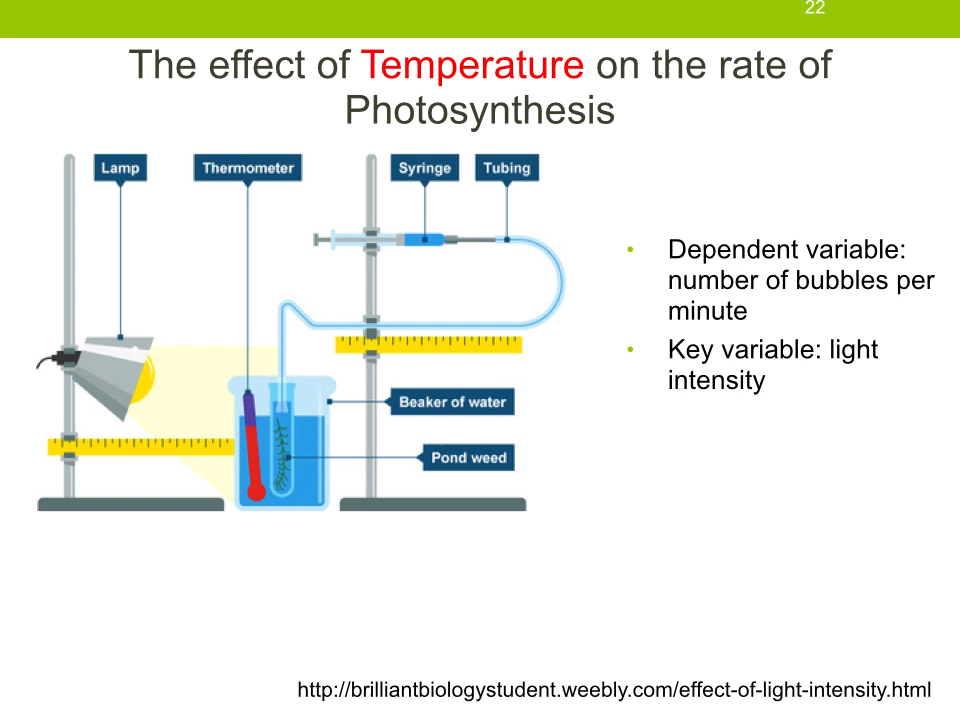 22
The effect of Temperature on the rate of
Photosynthesis
Lamp
Thermometer
Syringe
Tubing
• Dependent variable:
number of bubbles per
minute
• Key variable: light
intensity
Beaker of water
Pond weed
http://brilliantbiologystudent.weebly.com/effect-of-light-intensity.html